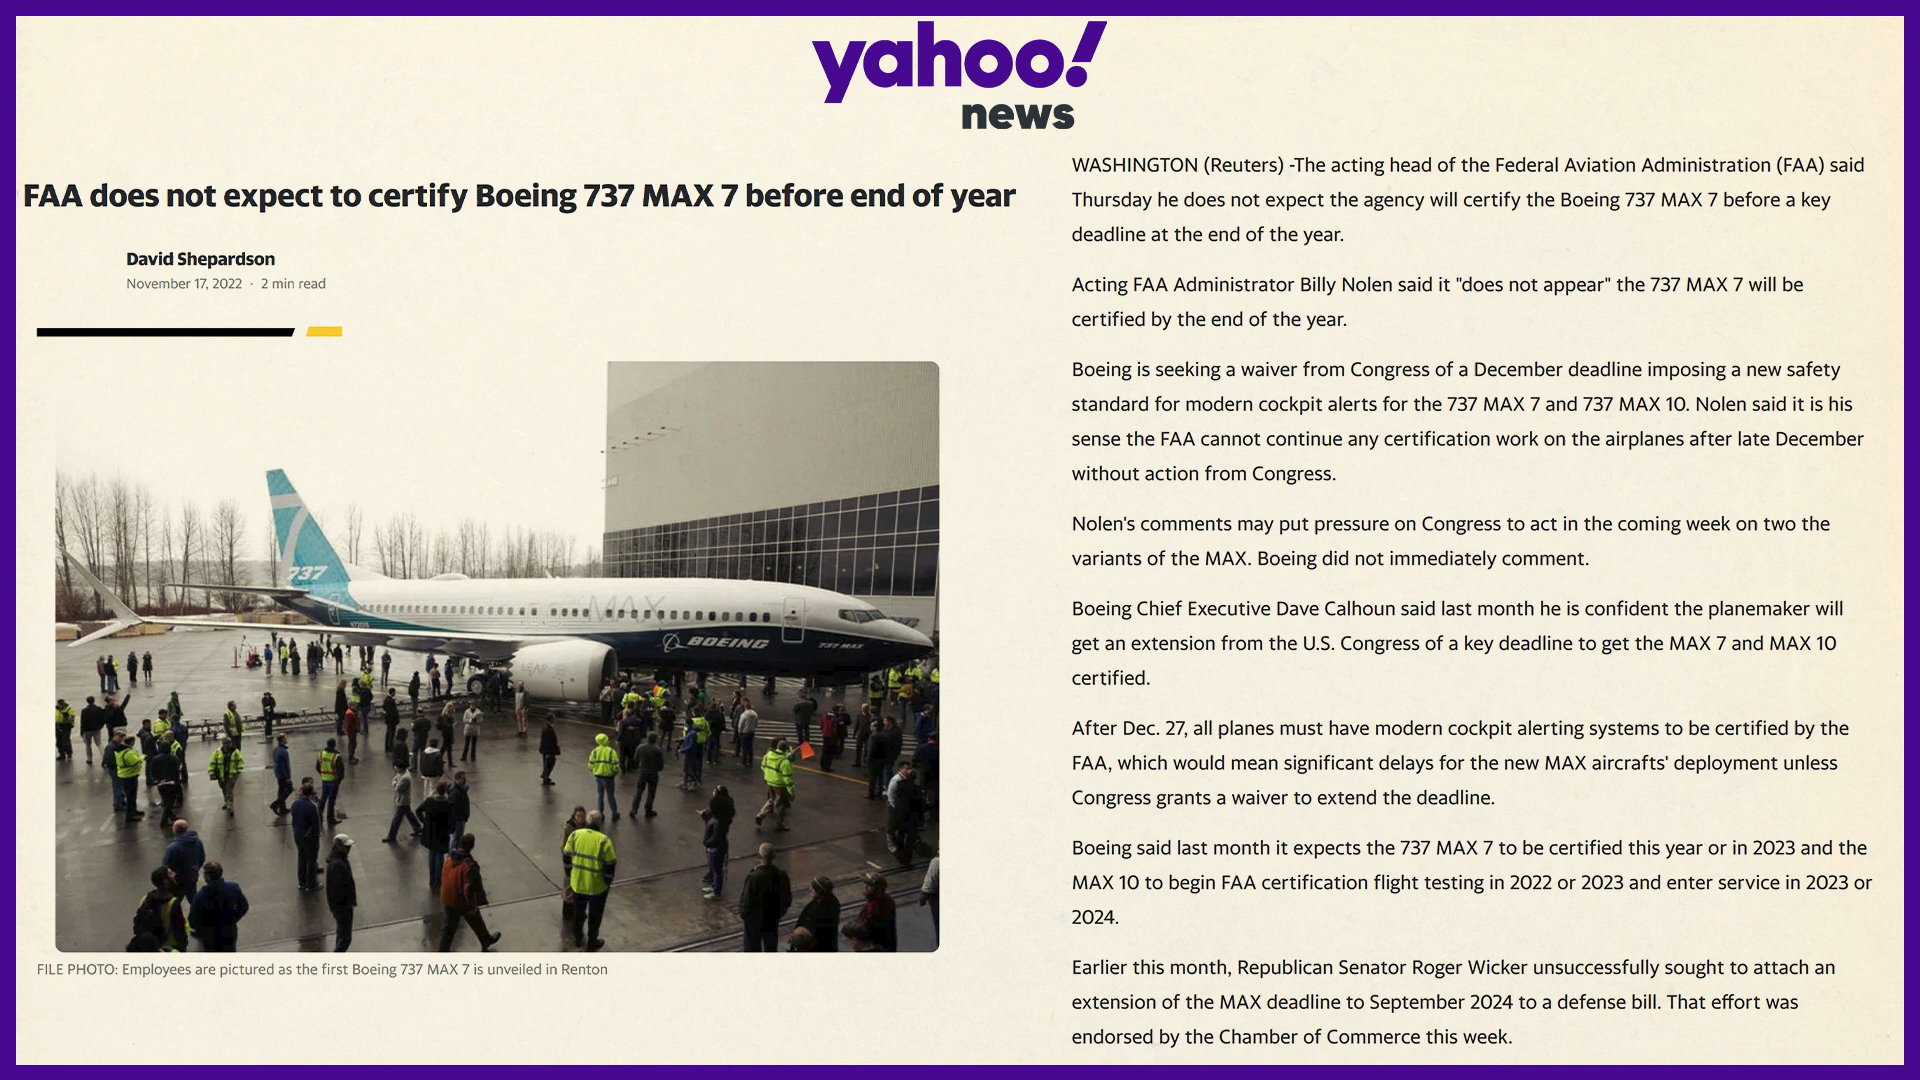 yahoo!
news
FAA does not expect to certify Boeing 737 MAX 7 before end of year
David Shepardson
November 17, 2022 · 2 min read
7
737
MAX
BOEING
737 MAX
LEAP
FILE PHOTO: Employees are pictured as the first Boeing 737 MAX 7 is unveiled in Renton
WASHINGTON (Reuters) -The acting head of the Federal Aviation Administration (FAA) said
Thursday he does not expect the agency will certify the Boeing 737 MAX 7 before a key
deadline at the end of the year.
Acting FAA Administrator Billy Nolen said it "does not appear" the 737 MAX 7 will be
certified by the end of the year.
Boeing is seeking a waiver from Congress of a December deadline imposing a new safety
standard for modern cockpit alerts for the 737 MAX 7 and 737 MAX 10. Nolen said it is his
sense the FAA cannot continue any certification work on the airplanes after late December
without action from Congress.
Nolen's comments may put pressure on Congress to act in the coming week on two the
variants of the MAX. Boeing did not immediately comment.
Boeing Chief Executive Dave Calhoun said last month he is confident the planemaker will
get an extension from the U.S. Congress of a key deadline to get the MAX 7 and MAX 10
certified.
After Dec. 27, all planes must have modern cockpit alerting systems to be certified by the
FAA, which would mean significant delays for the new MAX aircrafts' deployment unless
Congress grants a waiver to extend the deadline.
Boeing said last month it expects the 737 MAX 7 to be certified this year or in 2023 and the
MAX 10 to begin FAA certification flight testing in 2022 or 2023 and enter service in 2023 or
2024.
Earlier this month, Republican Senator Roger Wicker unsuccessfully sought to attach an
extension of the MAX deadline to September 2024 to a defense bill. That effort was
endorsed by the Chamber of Commerce this week.